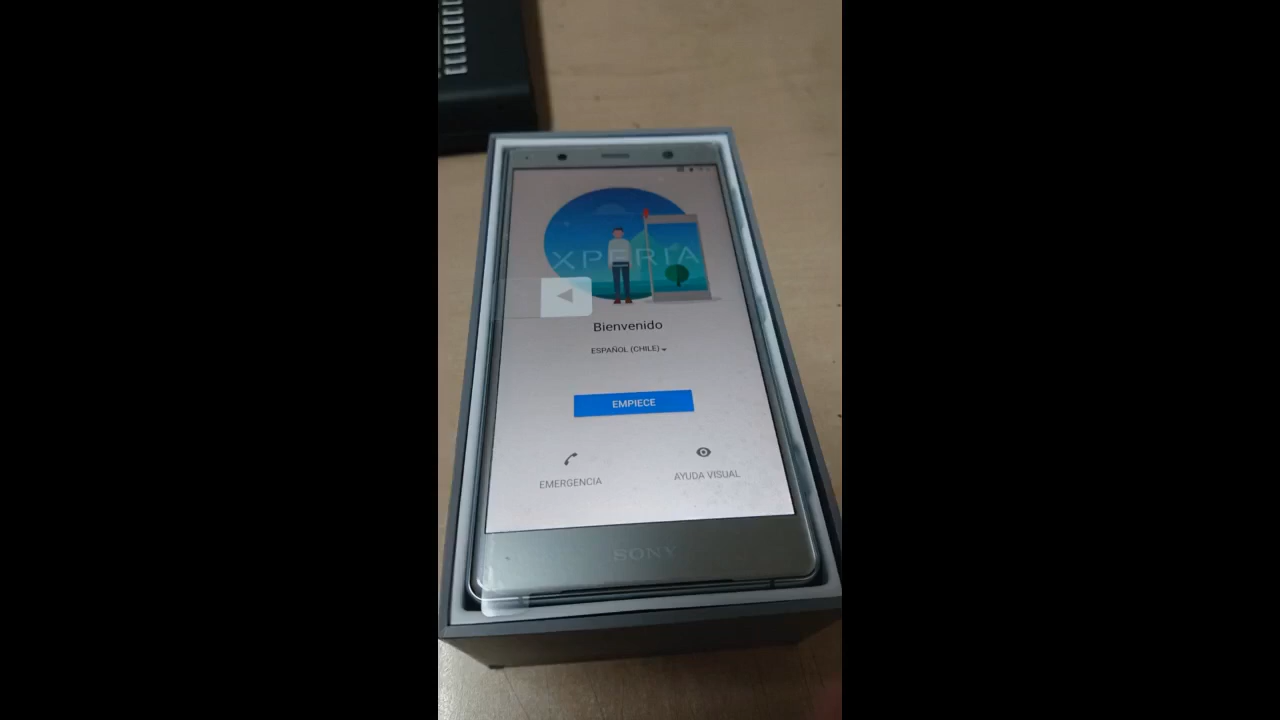 XPERIA
Bienvenido
ESPAÑOL (CHILE)
EMPIECE
EMERGENCIA
AYUDA VISUAL
SONY